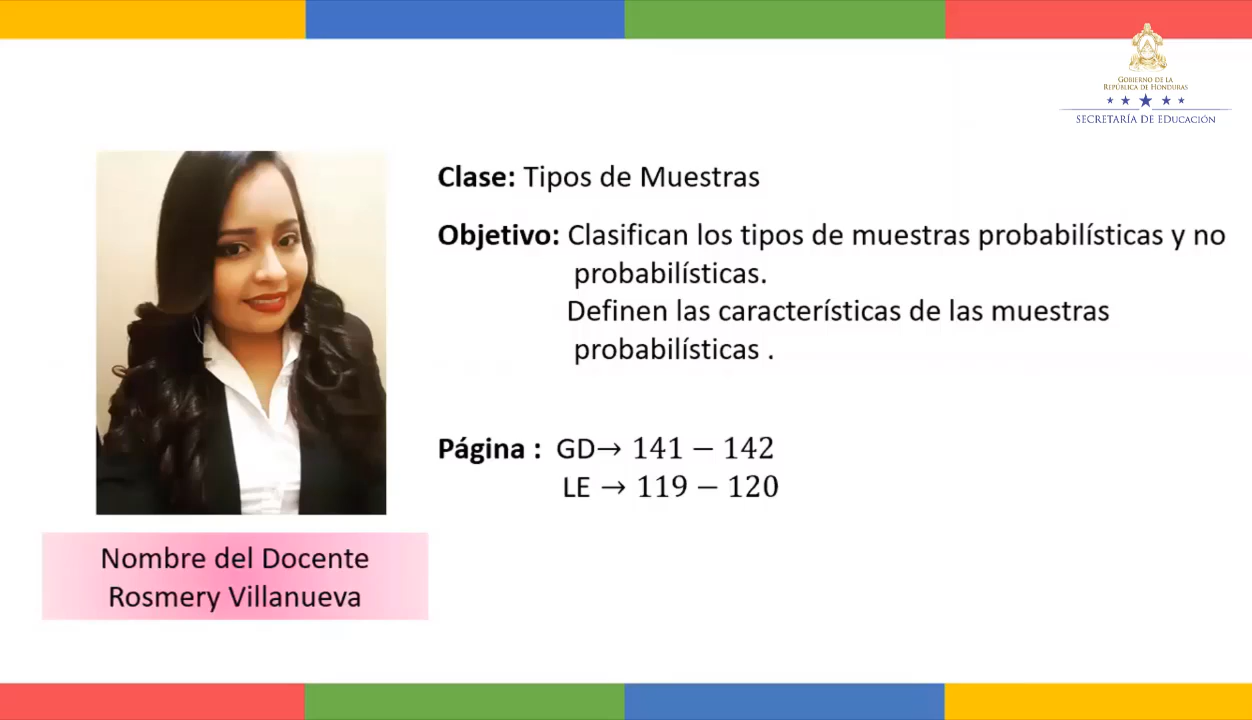 GOBIERNO DE LA
REPÚBLICA DE HONDURAS
SECRETARÍA DE EDUCACIÓN
Clase: Tipos de Muestras
Objetivo: Clasifican los tipos de muestras probabilísticas y no
probabilísticas.
Definen las características de las muestras
probabilísticas .
Página : GD→ 141 − 142
LE → 119 − 120
Nombre del Docente
Rosmery Villanueva